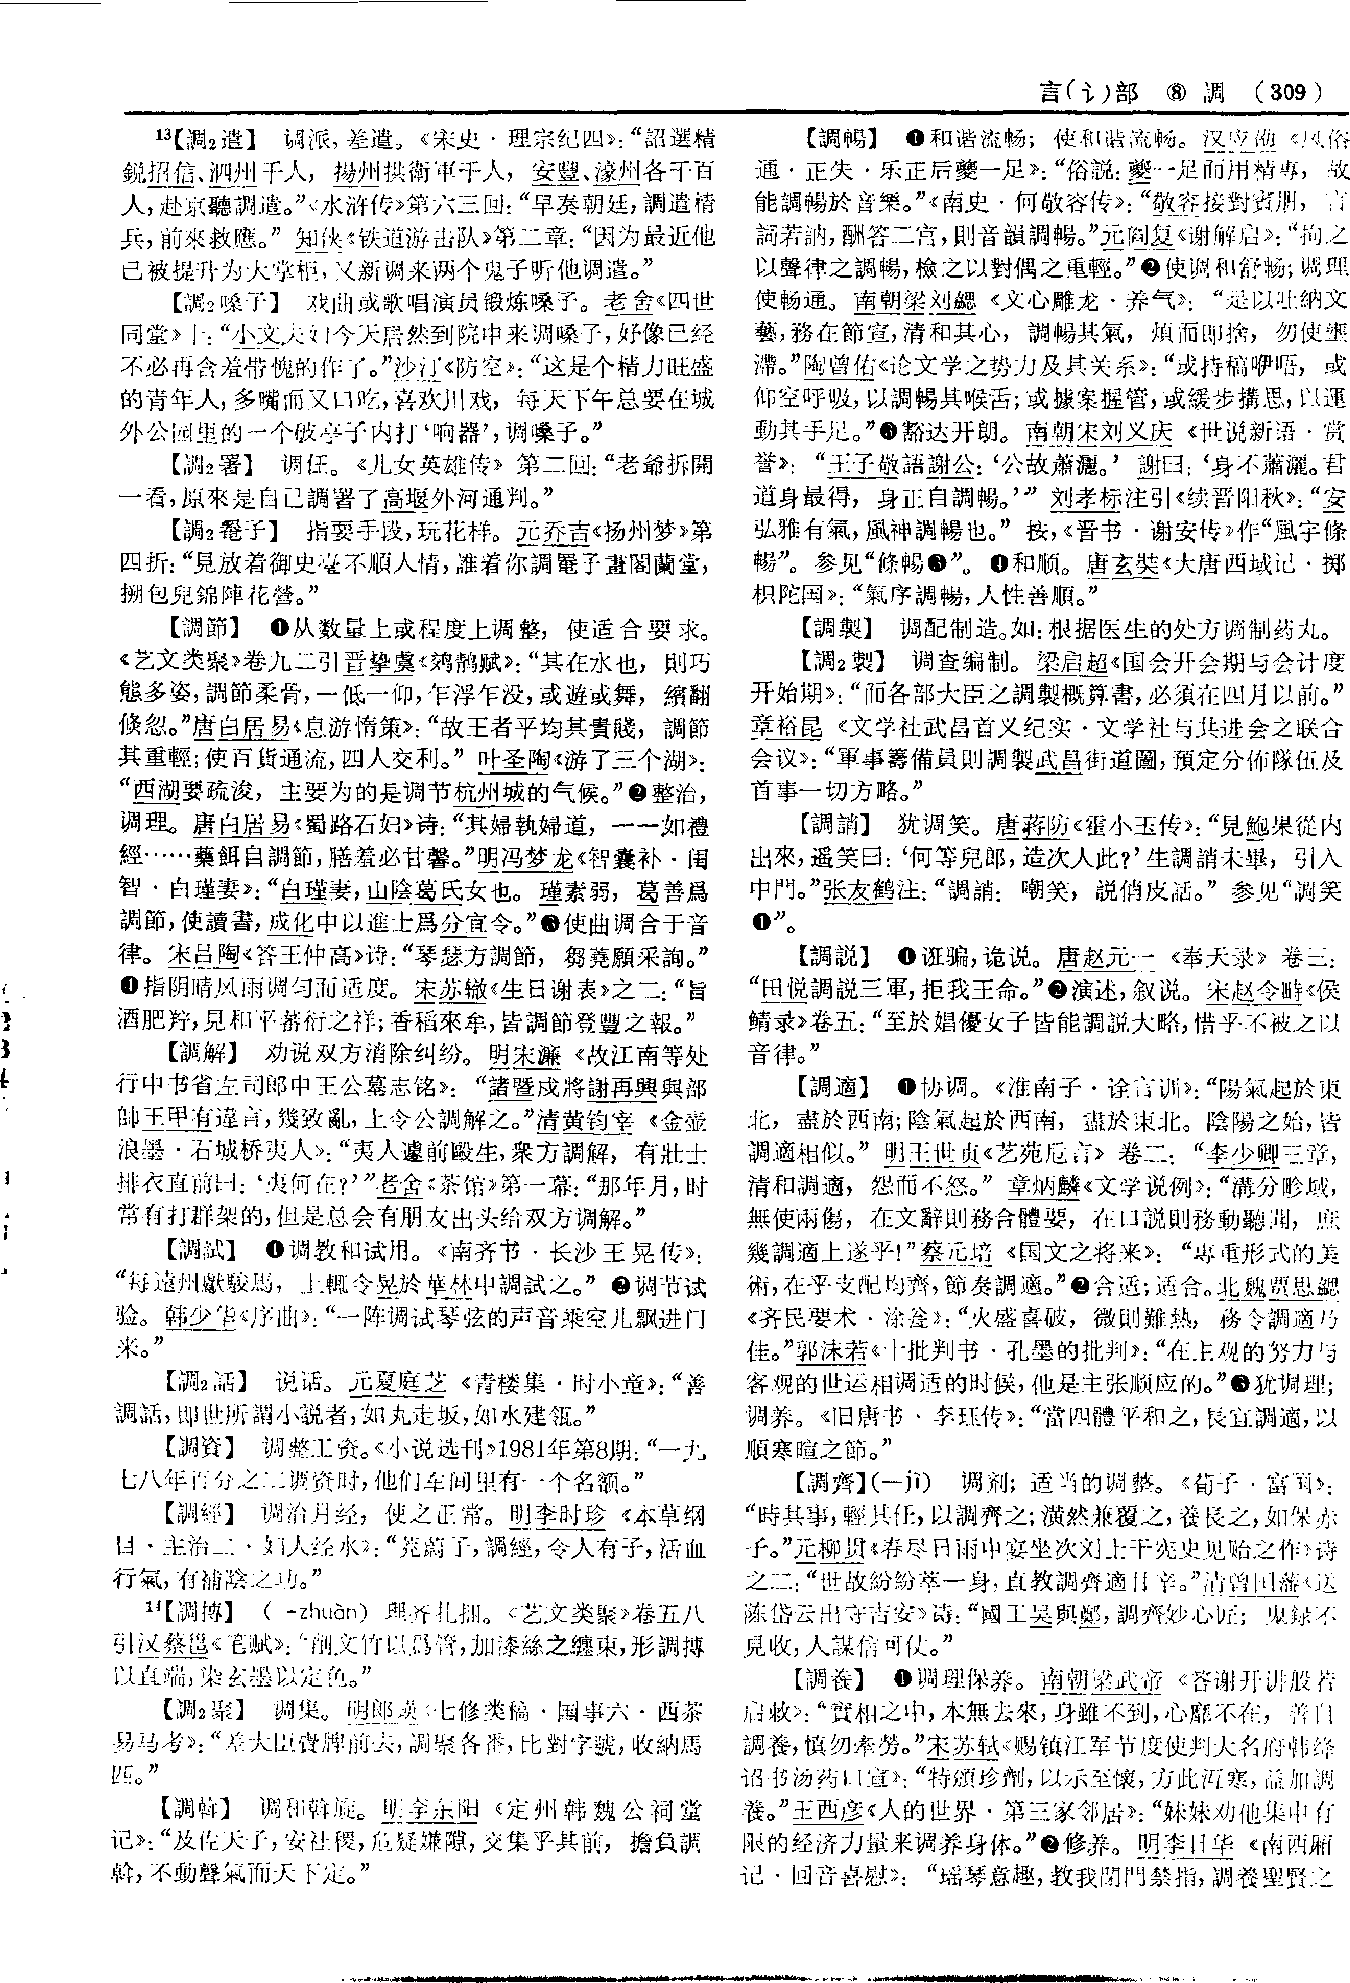 言(讠)部　⑧　調　(309)
13【調2遣】　调派,差遣。《宋史·理宗纪四》:“詔選精
鋭招信、泗州千人，揚州拱衛軍千人，安豐、濠州各千百
人,赴京聽調遣。”《水浒传》第六三回:“早奏朝廷,調遣精
兵,前來救應。”知侠《铁道游击队》第二章:“因为最近他
已被提升为大掌柜,又新调来两个鬼子听他调遣。”
【調2嗓子】　戏曲或歌唱演员锻炼嗓子。老舍《四世
同堂》十:“小文夫妇今天居然到院中来调嗓子,好像已经
不必再含羞带愧的作了。”沙汀《防空》:“这是个精力旺盛
的青年人,多嘴而又口吃,喜欢川戏，每天下午总要在城
外公园里的一个破亭子内打‘响器’,调嗓子。”
【調2署】　调任。《儿女英雄传》第二回:“老爺拆開
一看,原來是自己調署了高堰外河通判。”
【調2罨子】　指耍手段,玩花样。元乔吉《扬州梦》第
四折:“見放着御史臺不順人情,誰着你調罨子畫閣蘭堂,
搠包兒錦陣花營。”
【調節】　❶从数量上或程度上调整，使适合要求。
《艺文类聚》卷九二引晋挚虞《鹓鶄赋》:“其在水也，則巧
態多姿,調節柔骨,一低一仰,乍浮乍没,或遊或舞，繽翻
倏忽。”唐白居易《息游惰策》:“故王者平均其貴賤，調節
其重輕;使百貨通流,四人交利。”叶圣陶《游了三个湖》:
“西湖要疏浚，主要为的是调节杭州城的气候。”❷整治,
调理。唐白居易《蜀路石妇》诗:“其婦執婦道，一一如禮
經……藥餌自調節,膳羞必甘馨。”明冯梦龙《智囊补·闺
智·白瑾妻》:“白瑾妻,山陰葛氏女也。瑾素弱，葛善爲
調節,使讀書,成化中以進士爲分宜令。”❸使曲调合于音
律。宋吕陶《答王仲高》诗:“琴瑟方調節，芻蕘願采詢。”
❹指阴晴风雨调匀而适度。宋苏辙《生日谢表》之二:“旨
酒肥羜,見和平蕃衍之祥;香稻來牟,皆調節登豐之報。”
【調解】　劝说双方消除纠纷。明宋濂《故江南等处
行中书省左司郎中王公墓志铭》:“諸暨戍將謝再興與部
帥王甲有違言,幾致亂,上令公調解之。”清黄钧宰《金壶
浪墨·石城桥夷人》:“夷人遽前毆生,衆方調解，有壯士
排衣直前曰:‘夷何在?’”老舍《茶馆》第一幕:“那年月,时
常有打群架的,但是总会有朋友出头给双方调解。”
【調試】　❶调教和试用。《南齐书·长沙王晃传》:
“每遠州獻駿馬，上輒令晃於華林中調試之。”❷调节试
验。韩少华《序曲》:“一阵调试琴弦的声音乘空儿飘进门
来。”
【調2話】　说话。元夏庭芝《青楼集·时小童》:“善
調話,即世所謂小説者,如丸走坂,如水建瓴。”
【調資】　调整工资。《小说选刊》1981年第8期:“一九
七八年百分之二调资时,他们车间里有一个名额。”
【調經】　调治月经，使之正常。明李时珍《本草纲
目·主治二·妇人经水》:“茺蔚子,調經,令人有子,活血
行氣,有補陰之功。”
14【調摶】　(—zhuàn)　理齐扎捆。《艺文类聚》卷五八
引汉蔡邕《笔赋》:“削文竹以爲管,加漆絲之纏束,形調摶
以直端,染玄墨以定色。”
【調2聚】　调集。明郎瑛《七修类稿·国事六·西茶
易马考》:“差大臣賫牌前去,調聚各番,比對字號,收納馬
匹。”
【調斡】　调和斡旋。明李东阳《定州韩魏公祠堂
记》:“及佐天子,安社稷,危疑嫌隙,交集乎其前，擔負調
斡,不動聲氣而天下定。”
【調暢】　❶和谐流畅；使和谐流畅。汉应劭《风俗
通·正失·乐正后夔一足》:“俗説:夔一足而用精專，故
能調暢於音樂。”《南史·何敬容传》:“敬容接對賓朋，言
詞若訥,酬答二宫,則音韻調暢。”元阎复《谢解启》:“拘之
以聲律之調暢,檢之以對偶之重輕。”❷使调和舒畅;调理
使畅通。南朝梁刘勰《文心雕龙·养气》:“是以吐纳文
藝,務在節宣,清和其心，調暢其氣，煩而即捨，勿使壅
滯。”陶曾佑《论文学之势力及其关系》:“或持稿咿唔，或
仰空呼吸,以調暢其喉舌;或據案握管,或緩步搆思,以運
動其手足。”❸豁达开朗。南朝宋刘义庆《世说新语·赏
誉》:“王子敬語謝公:‘公故蕭灑。’謝曰:‘身不蕭灑。君
道身最得，身正自調暢。’”刘孝标注引《续晋阳秋》:“安
弘雅有氣,風神調暢也。”按,《晋书·谢安传》作“風宇條
暢”。参见“條暢❸”。❹和顺。唐玄奘《大唐西域记·掷
枳陀国》:“氣序調暢,人性善順。”
【調製】　调配制造。如:根据医生的处方调制药丸。
【調2製】　调查编制。梁启超《国会开会期与会计年度
开始期》:“而各部大臣之調製概算書,必須在四月以前。”
章裕昆《文学社武昌首义纪实·文学社与共进会之联合
会议》:“軍事籌備員則調製武昌街道圖,預定分佈隊伍及
首事一切方略。”
【調誚】　犹调笑。唐蒋防《霍小玉传》:“見鮑果從内
出來,遥笑曰:‘何等兒郎,造次入此?’生調誚未畢，引入
中門。”张友鹤注:“調誚:嘲笑，説俏皮話。”参见“調笑
❶”。
【調説】　❶诳骗,诡说。唐赵元一《奉天录》卷三:
“田悦調説三軍,拒我王命。”❷演述,叙说。宋赵令畤《侯
鲭录》卷五:“至於娼優女子皆能調説大略,惜乎不被之以
音律。”
【調適】　❶协调。《淮南子·诠言训》:“陽氣起於東
北，盡於西南;陰氣起於西南，盡於東北。陰陽之始,皆
調適相似。”明王世贞《艺苑卮言》卷二:“李少卿三章,
清和調適，怨而不怒。”章炳麟《文学说例》:“溝分畛域,
無使兩傷，在文辭則務合體要，在口説則務動聽聞，庶
幾調適上遂乎!”蔡元培《国文之将来》:“專重形式的美
術,在乎支配均齊,節奏調適。”❷合适;适合。北魏贾思勰
《齐民要术·涂瓮》:“火盛喜破，微則難熱，務令調適乃
佳。”郭沫若《十批判书·孔墨的批判》:“在主观的努力与
客观的世运相调适的时候,他是主张顺应的。”❸犹调理;
调养。《旧唐书·李珏传》:“當四體平和之,長宜調適,以
順寒暄之節。”
【調齊】(—jì)　调剂；适当的调整。《荀子·富国》:
“時其事,輕其任,以調齊之;潢然兼覆之,養長之,如保赤
子。”元柳贯《春尽日雨中宴坐次刘上干宪史见贻之作》诗
之二:“世故紛紛萃一身,直教調齊適甘辛。”清曾国藩《送
陈岱云出守吉安》诗:“國工吴與鄭,調齊妙心匠；鬼録不
見收,人謀信可仗。”
【調養】　❶调理保养。南朝梁武帝《答谢开讲般若
启敕》:“實相之中,本無去來,身雖不到,心靡不在，善自
調養,慎勿牽勞。”宋苏轼《赐镇江军节度使判大名府韩绛
诏书汤药口宣》:“特頒珍劑,以示至懷,方此沍寒,益加調
養。”王西彦《人的世界·第三家邻居》:“妹妹劝他集中有
限的经济力量来调养身体。”❷修养。明李日华《南西厢
记·回音喜慰》:“瑶琴意趣,教我閉門禁指,調養聖賢之